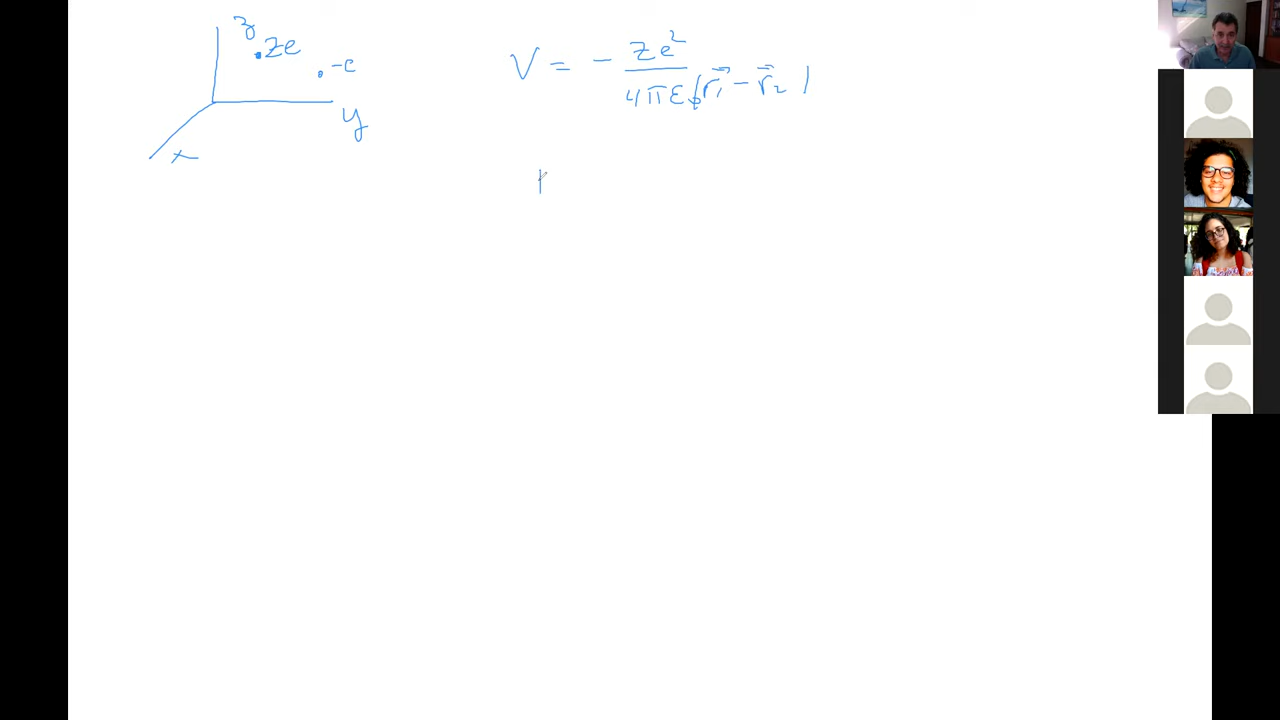 z
Ze
-e
y
x
V = - Ze² / 4πε₀|r⃗₁ - r⃗₂|